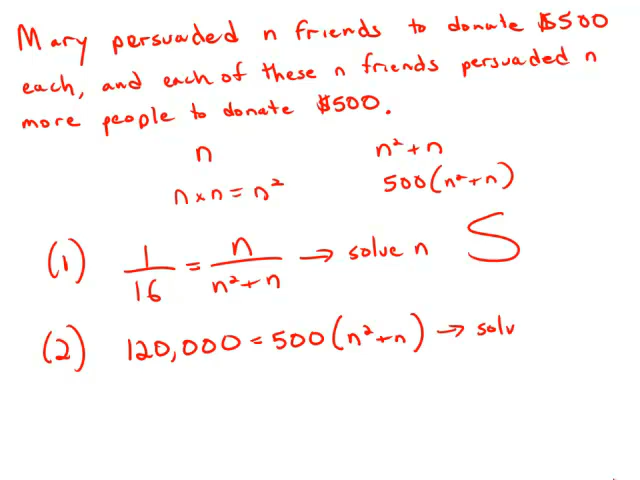 Mary persuaded n friends to donate $500
each, and each of these n friends persuaded n
more people to donate $500.
n n²+n
n×n=n² 500(n²+n)
(1) 1/16 = n/(n²+n) → solve n S
(2) 120,000 = 500(n²+n) → solv